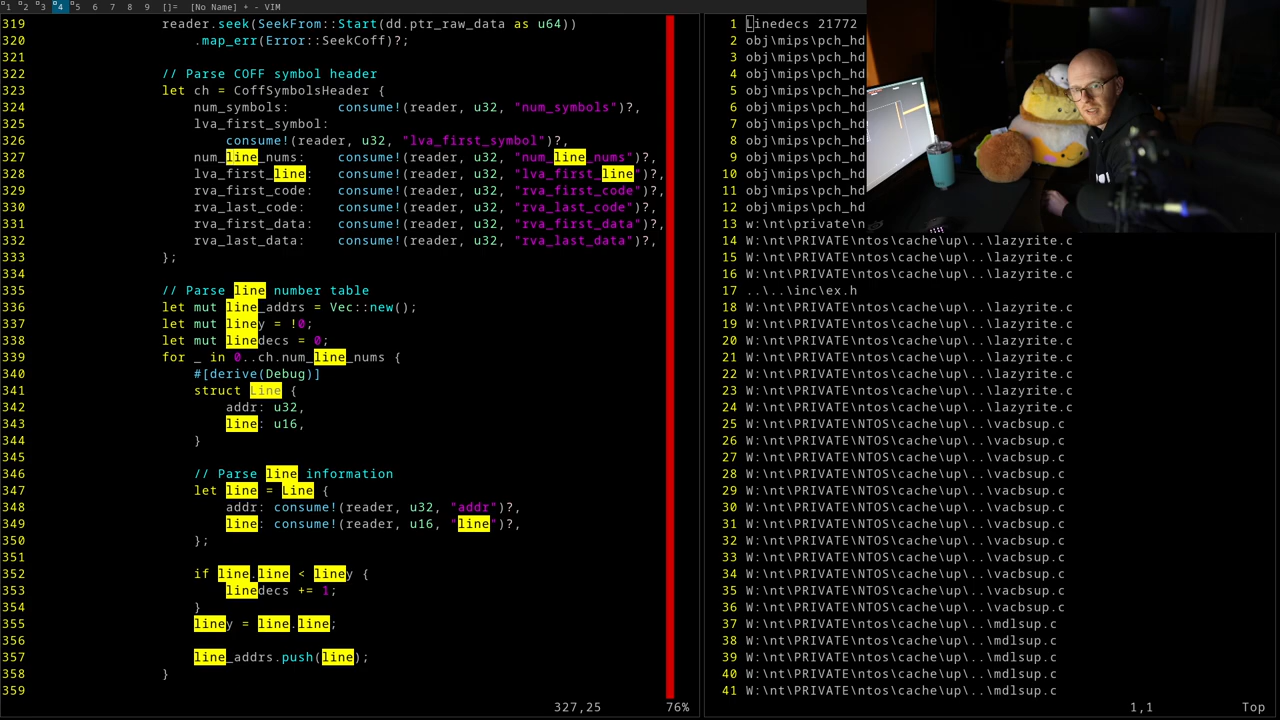 1 2 3 4 5 6 7 8 9 []= [No Name] + - VIM
319 reader.seek(SeekFrom::Start(dd.ptr_raw_data as u64))
320 .map_err(Error::SeekCoff)?;
321
322 // Parse COFF symbol header
323 let ch = CoffSymbolsHeader {
324 num_symbols: consume!(reader, u32, "num_symbols")?,
325 lva_first_symbol:
326 consume!(reader, u32, "lva_first_symbol")?,
327 num_line_nums: consume!(reader, u32, "num_line_nums")?,
328 lva_first_line: consume!(reader, u32, "lva_first_line")?,
329 rva_first_code: consume!(reader, u32, "rva_first_code")?,
330 rva_last_code: consume!(reader, u32, "rva_last_code")?,
331 rva_first_data: consume!(reader, u32, "rva_first_data")?,
332 rva_last_data: consume!(reader, u32, "rva_last_data")?,
333 };
334
335 // Parse line number table
336 let mut line_addrs = Vec::new();
337 let mut liney = !0;
338 let mut linedecs = 0;
339 for _ in 0..ch.num_line_nums {
340 #[derive(Debug)]
341 struct Line {
342 addr: u32,
343 line: u16,
344 }
345
346 // Parse line information
347 let line = Line {
348 addr: consume!(reader, u32, "addr")?,
349 line: consume!(reader, u16, "line")?,
350 };
351
352 if line.line < liney {
353 linedecs += 1;
354 }
355 liney = line.line;
356
357 line_addrs.push(line);
358 }
359
327,25 76%
1 Linedecs 21772
2 obj\mips\pch_hd
3 obj\mips\pch_hd
4 obj\mips\pch_hd
5 obj\mips\pch_hd
6 obj\mips\pch_hd
7 obj\mips\pch_hd
8 obj\mips\pch_hd
9 obj\mips\pch_hd
10 obj\mips\pch_hd
11 obj\mips\pch_hd
12 obj\mips\pch_hd
13 w:\nt\private\n
14 W:\nt\PRIVATE\ntos\cache\up\..\lazyrite.c
15 W:\nt\PRIVATE\ntos\cache\up\..\lazyrite.c
16 W:\nt\PRIVATE\ntos\cache\up\..\lazyrite.c
17 ..\..\inc\ex.h
18 W:\nt\PRIVATE\ntos\cache\up\..\lazyrite.c
19 W:\nt\PRIVATE\ntos\cache\up\..\lazyrite.c
20 W:\nt\PRIVATE\ntos\cache\up\..\lazyrite.c
21 W:\nt\PRIVATE\ntos\cache\up\..\lazyrite.c
22 W:\nt\PRIVATE\ntos\cache\up\..\lazyrite.c
23 W:\nt\PRIVATE\ntos\cache\up\..\lazyrite.c
24 W:\nt\PRIVATE\ntos\cache\up\..\lazyrite.c
25 W:\nt\PRIVATE\NTOS\cache\up\..\vacbsup.c
26 W:\nt\PRIVATE\NTOS\cache\up\..\vacbsup.c
27 W:\nt\PRIVATE\NTOS\cache\up\..\vacbsup.c
28 W:\nt\PRIVATE\NTOS\cache\up\..\vacbsup.c
29 W:\nt\PRIVATE\NTOS\cache\up\..\vacbsup.c
30 W:\nt\PRIVATE\NTOS\cache\up\..\vacbsup.c
31 W:\nt\PRIVATE\NTOS\cache\up\..\vacbsup.c
32 W:\nt\PRIVATE\NTOS\cache\up\..\vacbsup.c
33 W:\nt\PRIVATE\NTOS\cache\up\..\vacbsup.c
34 W:\nt\PRIVATE\NTOS\cache\up\..\vacbsup.c
35 W:\nt\PRIVATE\NTOS\cache\up\..\vacbsup.c
36 W:\nt\PRIVATE\NTOS\cache\up\..\vacbsup.c
37 W:\nt\PRIVATE\NTOS\cache\up\..\mdlsup.c
38 W:\nt\PRIVATE\NTOS\cache\up\..\mdlsup.c
39 W:\nt\PRIVATE\NTOS\cache\up\..\mdlsup.c
40 W:\nt\PRIVATE\NTOS\cache\up\..\mdlsup.c
41 W:\nt\PRIVATE\NTOS\cache\up\..\mdlsup.c
1,1 Top